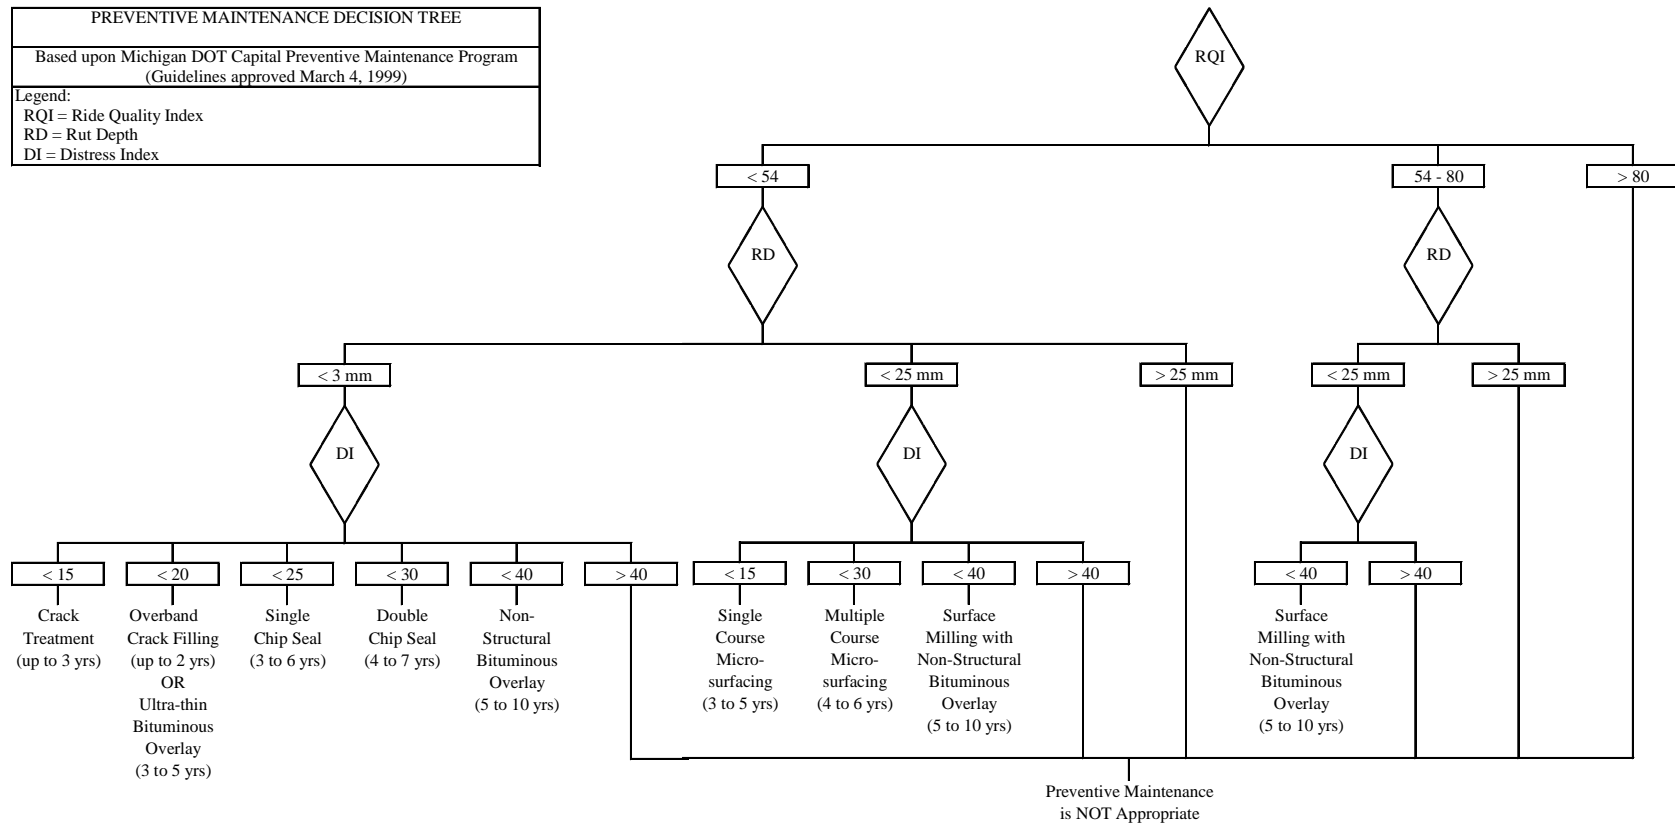 PREVENTIVE MAINTENANCE DECISION TREE
Based upon Michigan DOT Capital Preventive Maintenance Program
(Guidelines approved March 4, 1999)
Legend:
RQI = Ride Quality Index
RD = Rut Depth
DI = Distress Index
RQI
< 54
54 - 80
> 80
RD
RD
< 3 mm
< 25 mm
> 25 mm
< 25 mm
> 25 mm
DI
DI
DI
< 15
< 20
< 25
< 30
< 40
> 40
< 15
< 30
< 40
> 40
< 40
> 40
Crack
Treatment
(up to 3 yrs)
Overband
Crack Filling
(up to 2 yrs)
OR
Ultra-thin
Bituminous
Overlay
(3 to 5 yrs)
Single
Chip Seal
(3 to 6 yrs)
Double
Chip Seal
(4 to 7 yrs)
Non-
Structural
Bituminous
Overlay
(5 to 10 yrs)
Single
Course
Micro-
surfacing
(3 to 5 yrs)
Multiple
Course
Micro-
surfacing
(4 to 6 yrs)
Surface
Milling with
Non-Structural
Bituminous
Overlay
(5 to 10 yrs)
Surface
Milling with
Non-Structural
Bituminous
Overlay
(5 to 10 yrs)
Preventive Maintenance
is NOT Appropriate